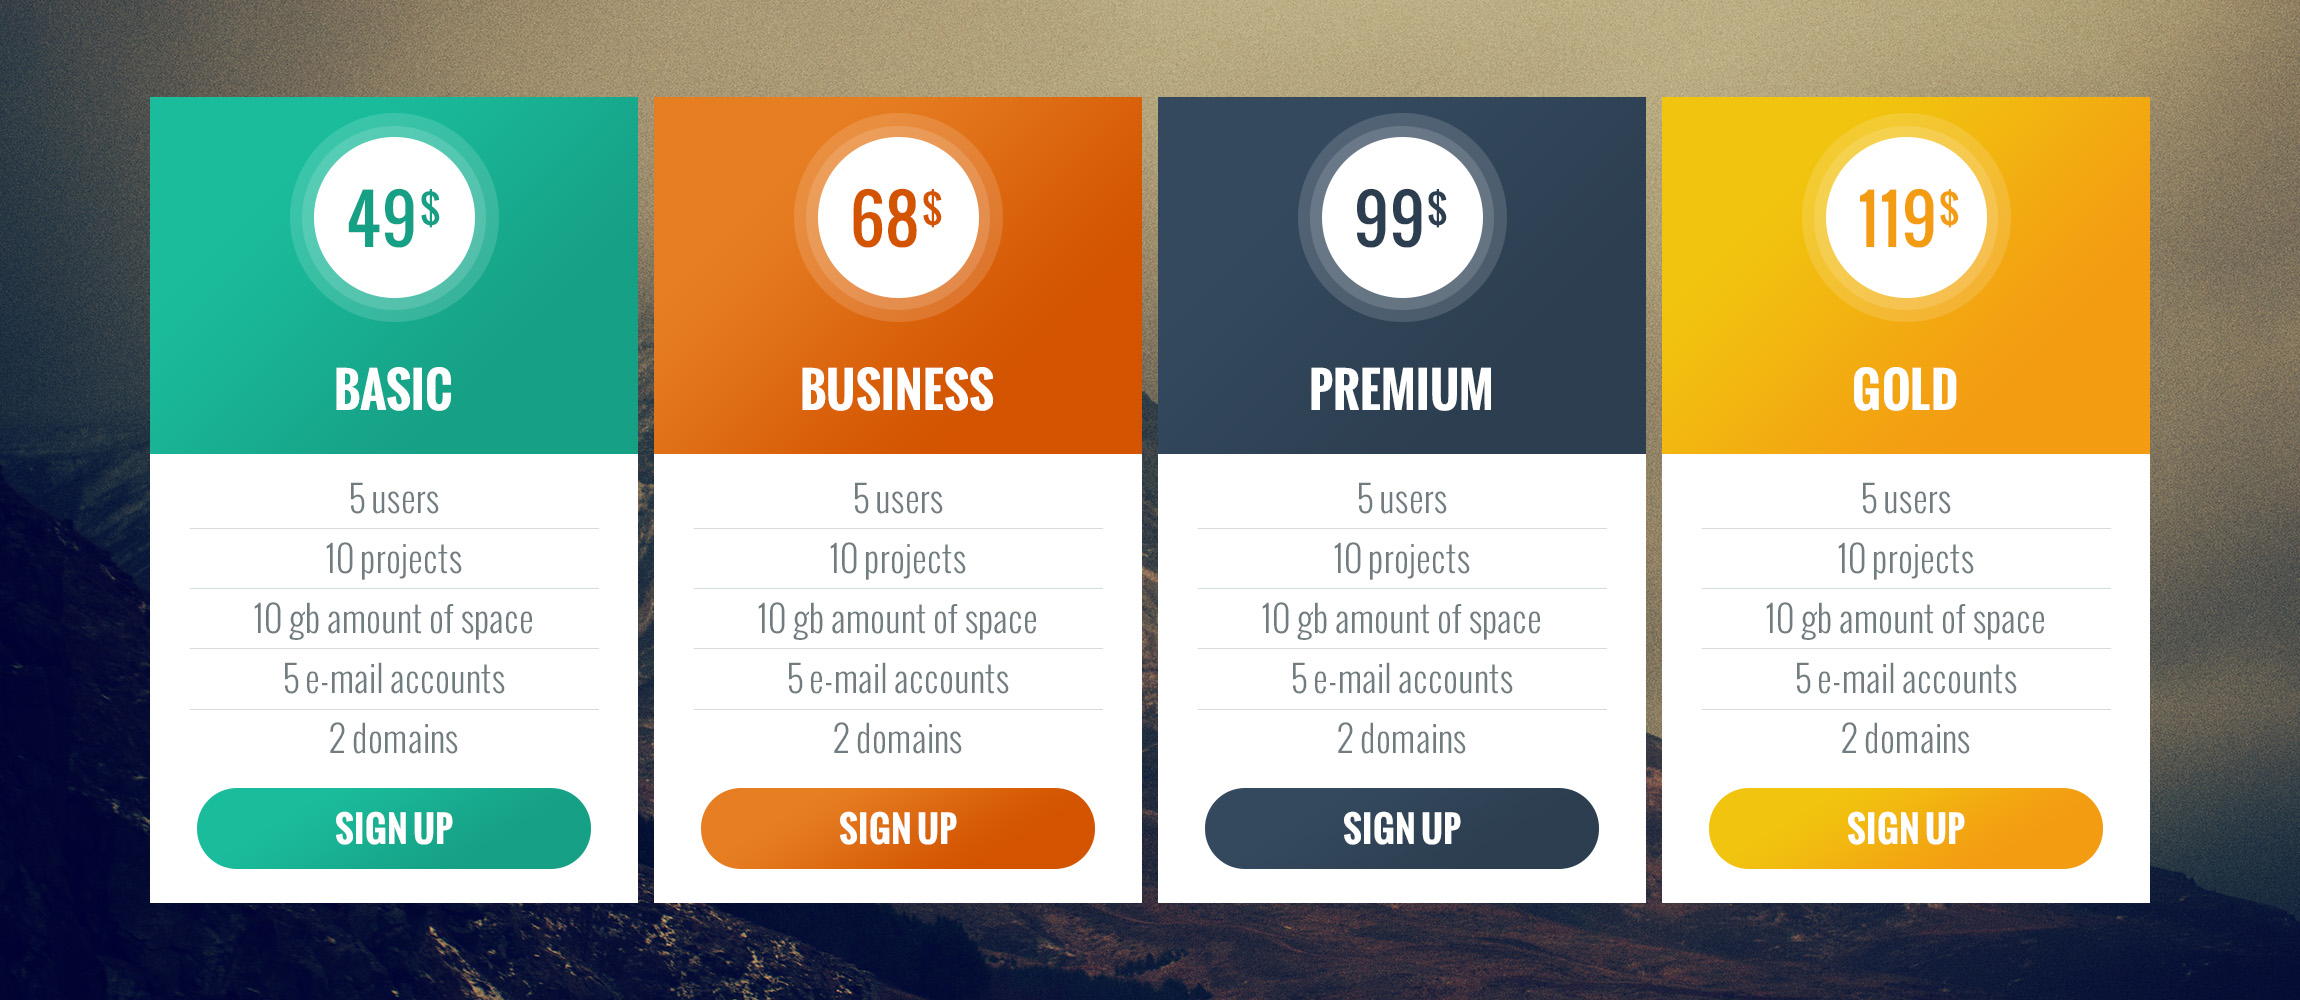 49$
BASIC
5 users
10 projects
10 gb amount of space
5 e-mail accounts
2 domains
SIGN UP
68$
BUSINESS
5 users
10 projects
10 gb amount of space
5 e-mail accounts
2 domains
SIGN UP
99$
PREMIUM
5 users
10 projects
10 gb amount of space
5 e-mail accounts
2 domains
SIGN UP
119$
GOLD
5 users
10 projects
10 gb amount of space
5 e-mail accounts
2 domains
SIGN UP